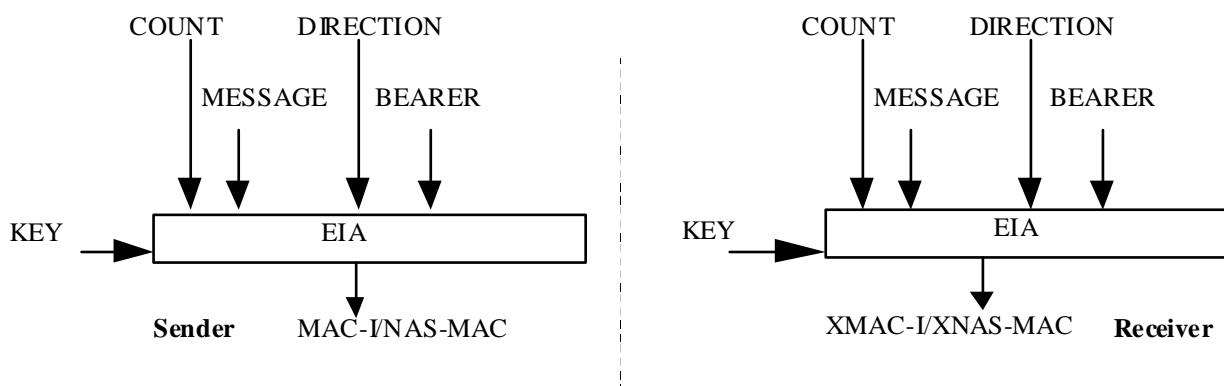 COUNT DIRECTION
MESSAGE BEARER
KEY
EIA
Sender MAC-I/NAS-MAC
COUNT DIRECTION
MESSAGE BEARER
KEY
EIA
XMAC-I/XNAS-MAC Receiver